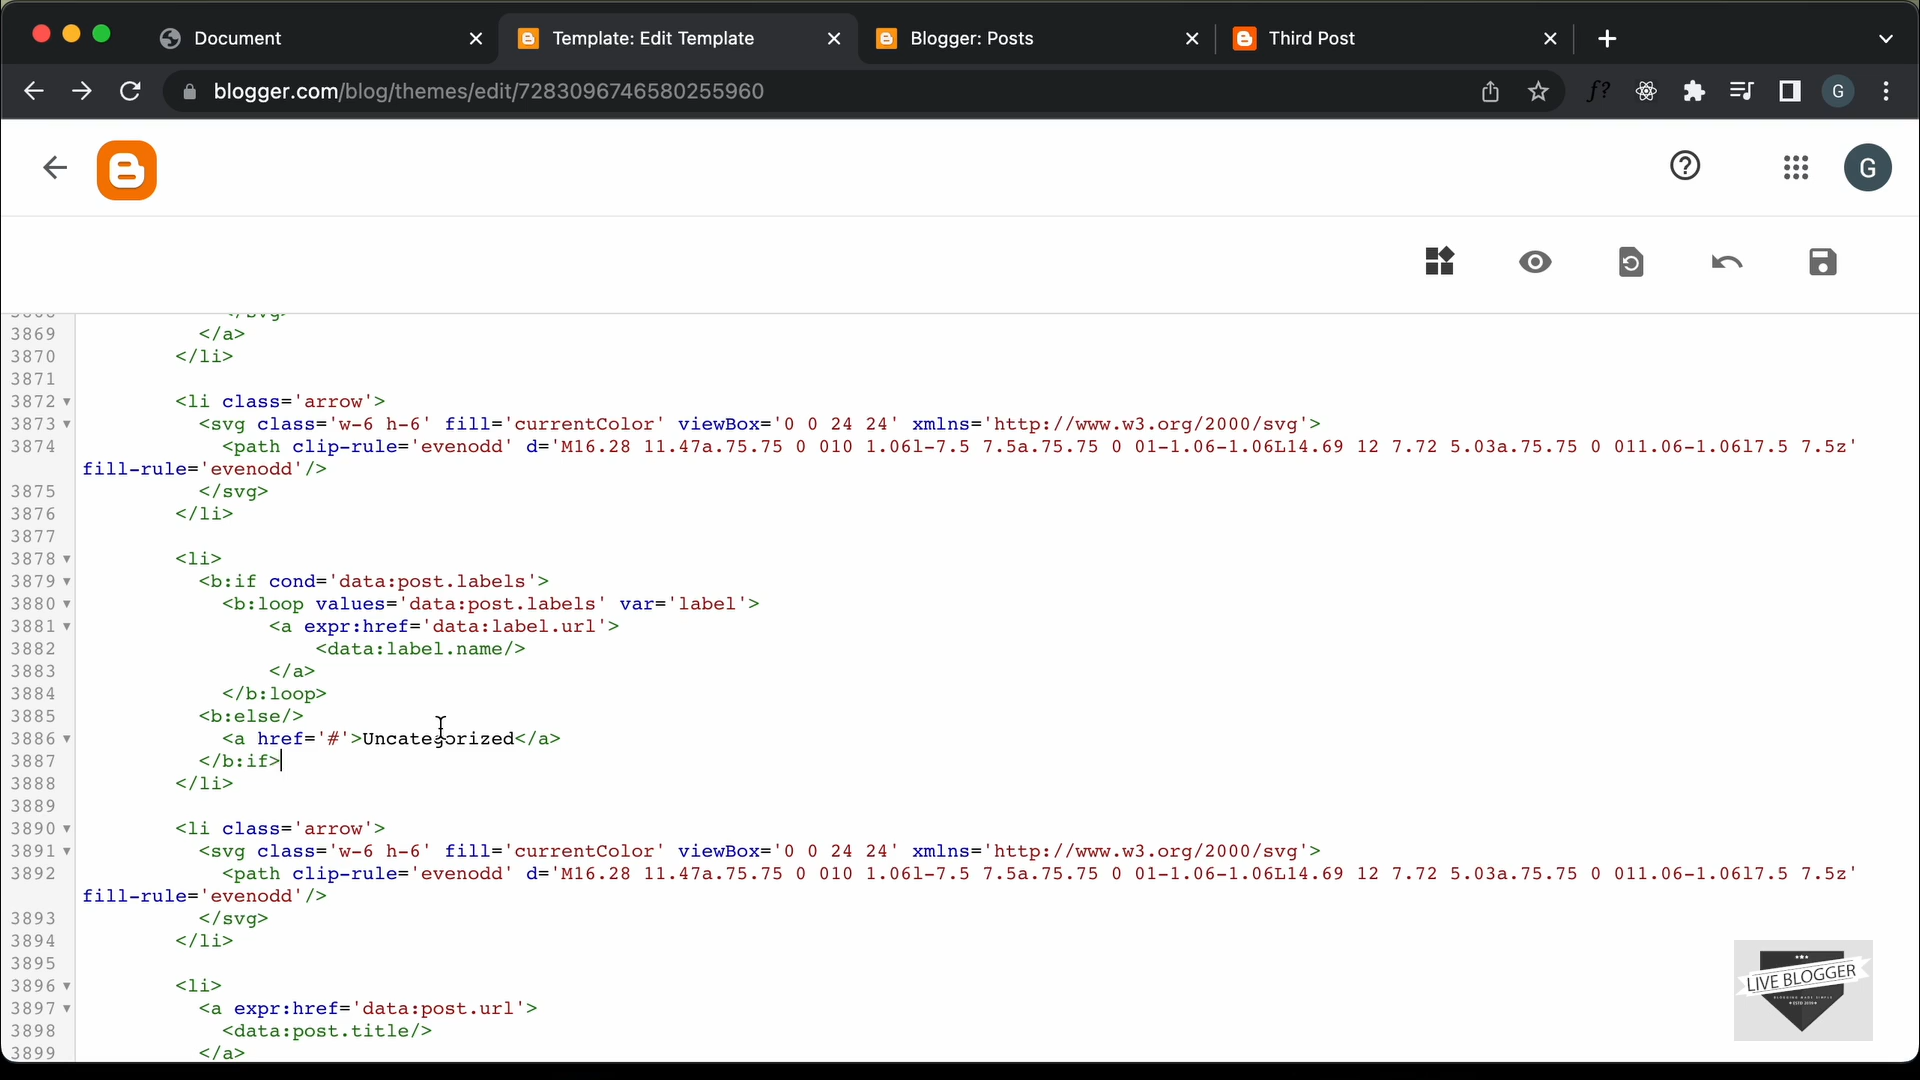 Document
Template: Edit Template
Blogger: Posts
Third Post
blogger.com/blog/themes/edit/7283096746580255960
f?
G
G
3868 </svg>
3869 </a>
3870 </li>
3871
3872 <li class='arrow'>
3873 <svg class='w-6 h-6' fill='currentColor' viewBox='0 0 24 24' xmlns='http://www.w3.org/2000/svg'>
3874 <path clip-rule='evenodd' d='M16.28 11.47a.75.75 0 010 1.06l-7.5 7.5a.75.75 0 01-1.06-1.06L14.69 12 7.72 5.03a.75.75 0 011.06-1.06l7.5 7.5z'
fill-rule='evenodd'/>
3875 </svg>
3876 </li>
3877
3878 <li>
3879 <b:if cond='data:post.labels'>
3880 <b:loop values='data:post.labels' var='label'>
3881 <a expr:href='data:label.url'>
3882 <data:label.name/>
3883 </a>
3884 </b:loop>
3885 <b:else/>
3886 <a href='#'>Uncategorized</a>
3887 </b:if>
3888 </li>
3889
3890 <li class='arrow'>
3891 <svg class='w-6 h-6' fill='currentColor' viewBox='0 0 24 24' xmlns='http://www.w3.org/2000/svg'>
3892 <path clip-rule='evenodd' d='M16.28 11.47a.75.75 0 010 1.06l-7.5 7.5a.75.75 0 01-1.06-1.06L14.69 12 7.72 5.03a.75.75 0 011.06-1.06l7.5 7.5z'
fill-rule='evenodd'/>
3893 </svg>
3894 </li>
3895
3896 <li>
3897 <a expr:href='data:post.url'>
3898 <data:post.title/>
3899 </a>
LIVE BLOGGER